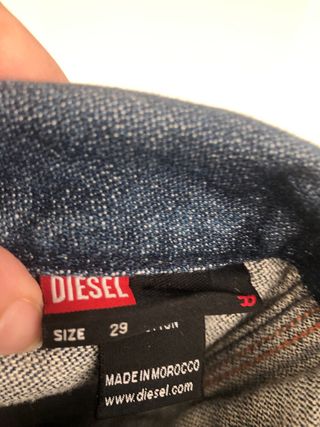 DIESEL
R
SIZE 29
MADE IN MOROCCO
www.diesel.com